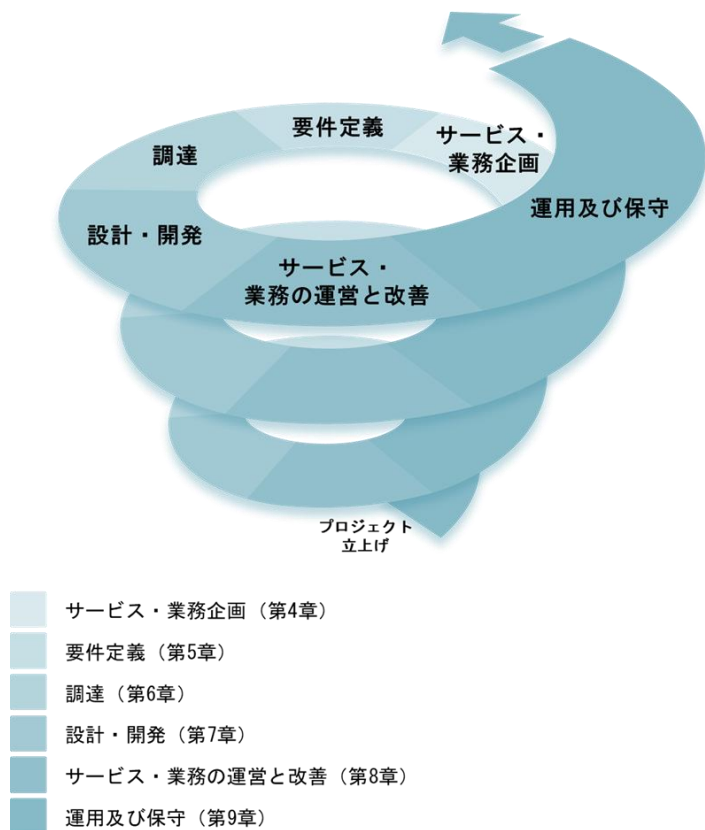 要件定義
サービス・
業務企画
調達
運用及び保守
設計・開発
サービス・
業務の運営と改善
プロジェクト
立上げ
サービス・業務企画（第4章）
要件定義（第5章）
調達（第6章）
設計・開発（第7章）
サービス・業務の運営と改善（第8章）
運用及び保守（第9章）